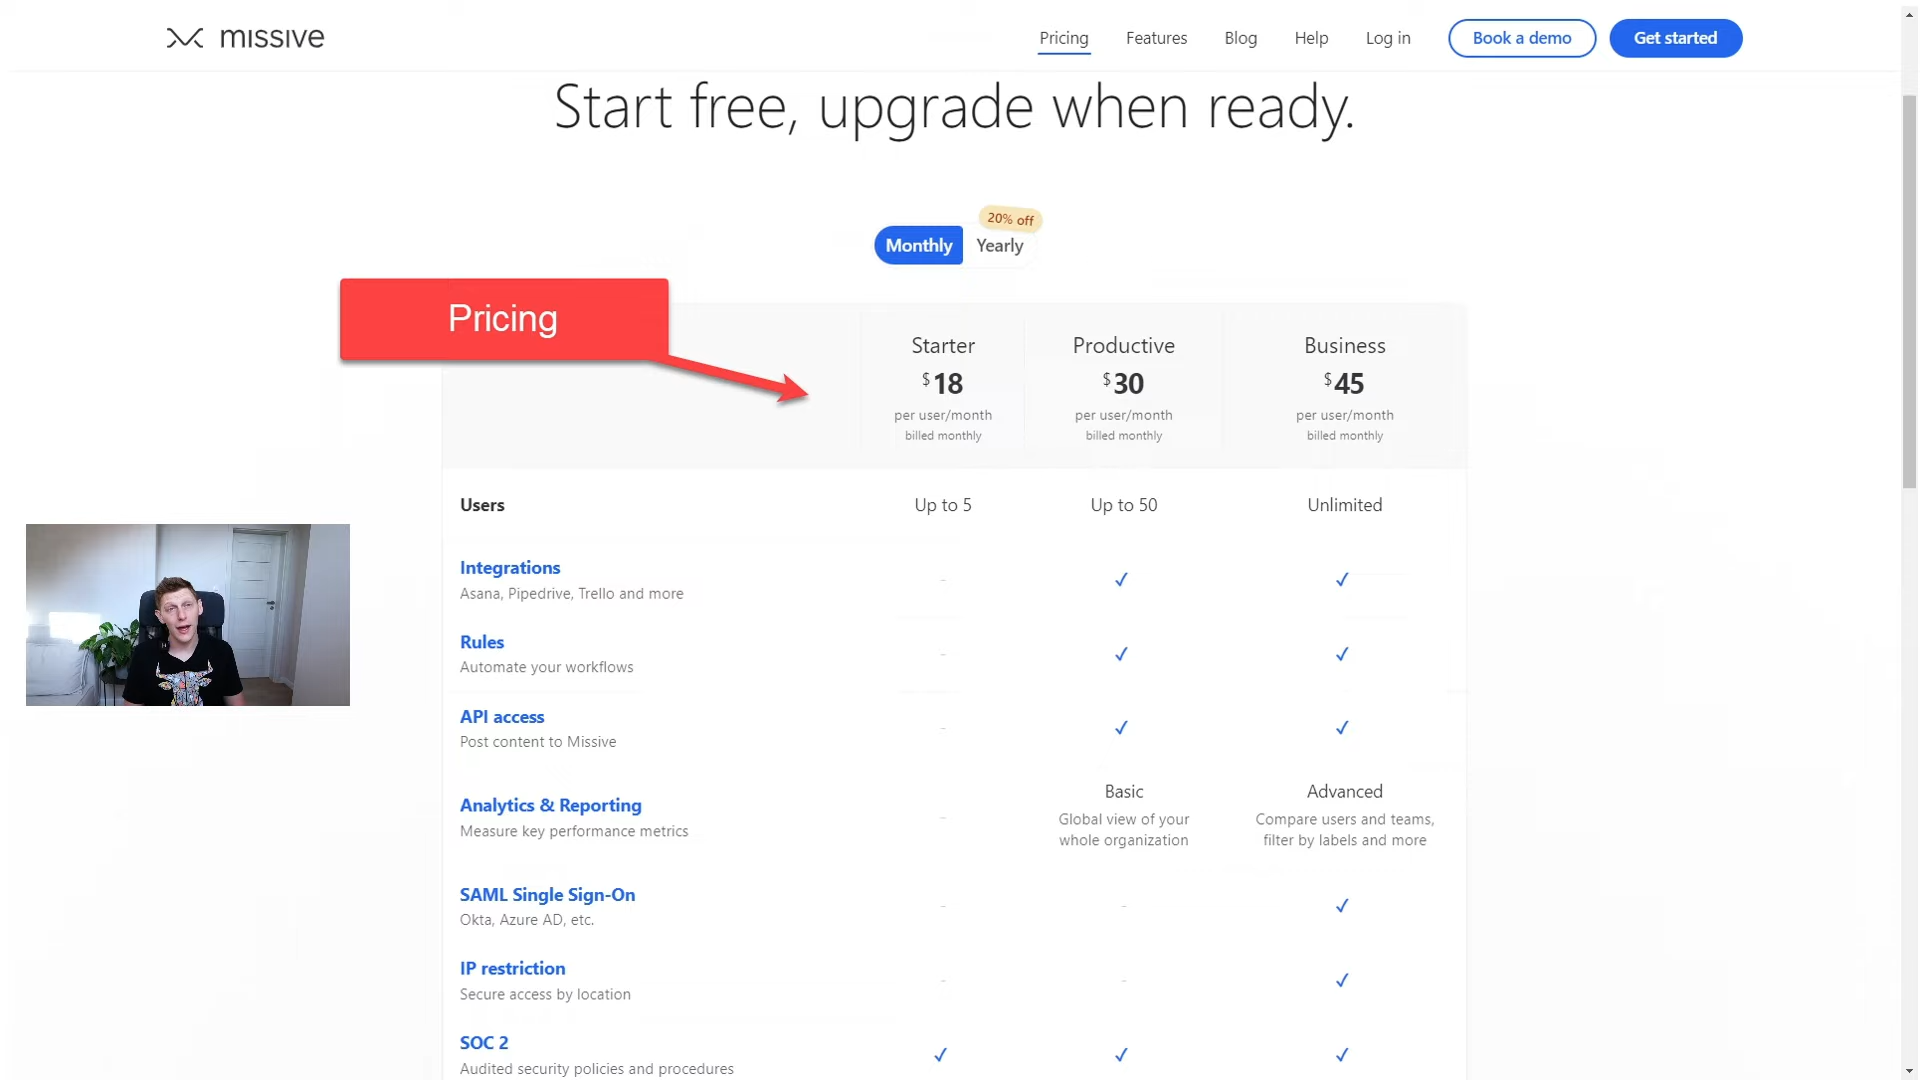 missive
Pricing
Features
Blog
Help
Log in
Book a demo
Get started
Start free, upgrade when ready.
20% off
Monthly
Yearly
Pricing
Starter
Productive
Business
$18
$30
$45
per user/month
per user/month
per user/month
billed monthly
billed monthly
billed monthly
Users
Up to 5
Up to 50
Unlimited
Integrations
Asana, Pipedrive, Trello and more
- ✓ ✓
Rules
Automate your workflows
- ✓ ✓
API access
Post content to Missive
- ✓ ✓
Analytics & Reporting
Measure key performance metrics
-
Basic
Global view of your
whole organization
Advanced
Compare users and teams,
filter by labels and more
SAML Single Sign-On
Okta, Azure AD, etc.
- - ✓
IP restriction
Secure access by location
- - ✓
SOC 2
Audited security policies and procedures
✓ ✓ ✓